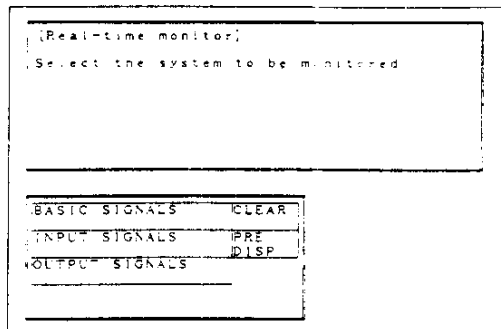 [Real-time monitor]
Select the system to be monitored
BASIC SIGNALS CLEAR
INPUT SIGNALS PRE
DISP
OUTPUT SIGNALS